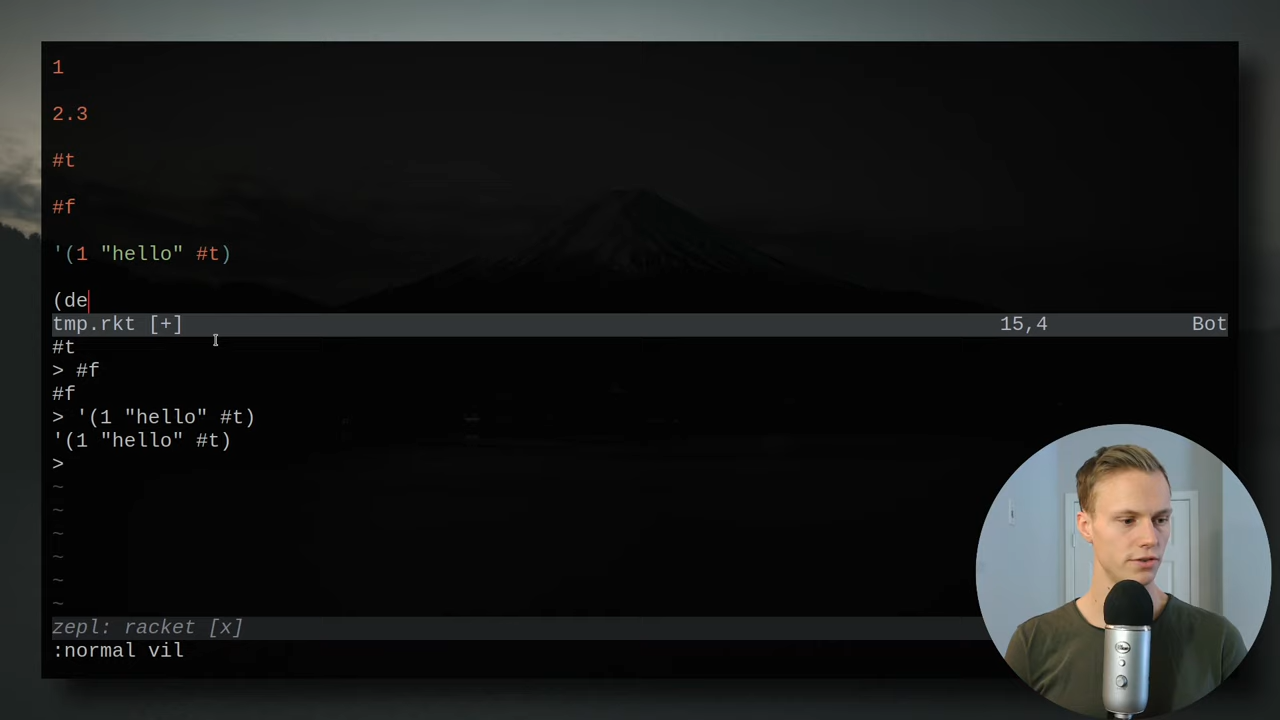 1
2.3
#t
#f
'(1 "hello" #t)
(de
tmp.rkt [+] 15,4 Bot
#t
> #f
#f
> '(1 "hello" #t)
'(1 "hello" #t)
>
~
~
~
~
~
~
zepl: racket [x]
:normal vil